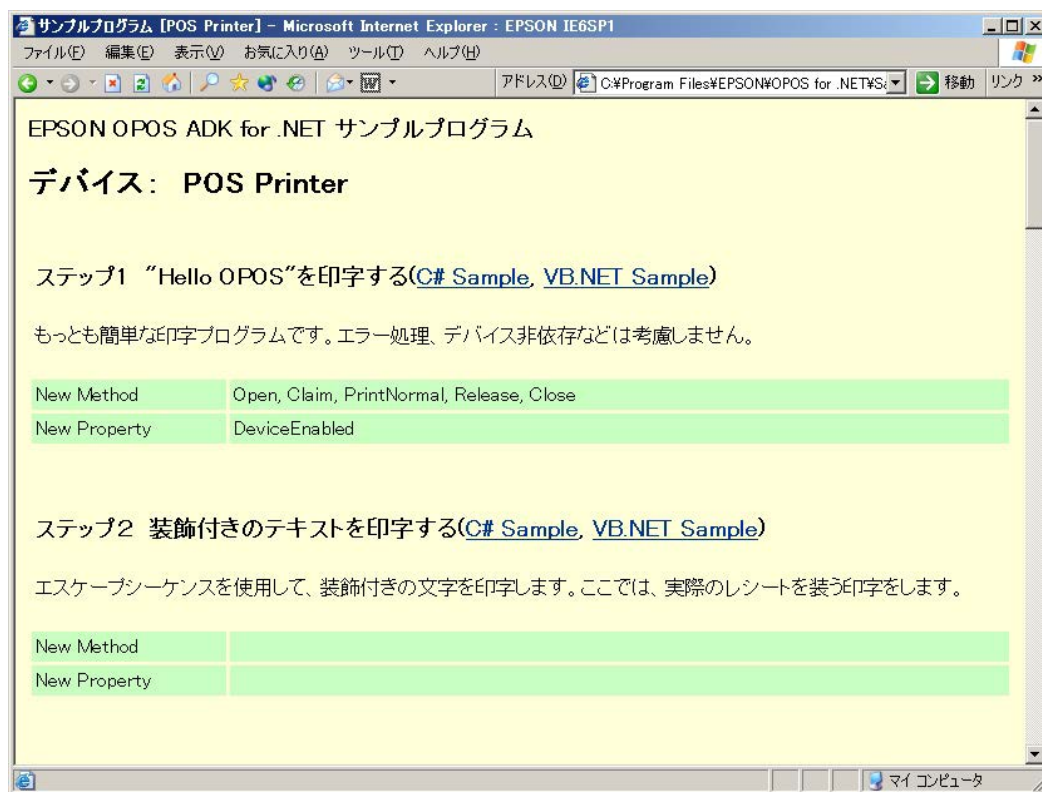 サンプルプログラム [POS Printer] - Microsoft Internet Explorer : EPSON IE6SP1
ファイル(F) 編集(E) 表示(V) お気に入り(A) ツール(T) ヘルプ(H)
アドレス(D) C:¥Program Files¥EPSON¥OPOS for .NET¥Sa 移動 リンク »
EPSON OPOS ADK for .NET サンプルプログラム
デバイス: POS Printer
ステップ1 "Hello OPOS"を印字する(C# Sample, VB.NET Sample)
もっとも簡単な印字プログラムです。エラー処理、デバイス非依存などは考慮しません。
New Method Open, Claim, PrintNormal, Release, Close
New Property DeviceEnabled
ステップ2 装飾付きのテキストを印字する(C# Sample, VB.NET Sample)
エスケープシーケンスを使用して、装飾付きの文字を印字します。ここでは、実際のレシートを装う印字をします。
New Method
New Property
マイ コンピュータ